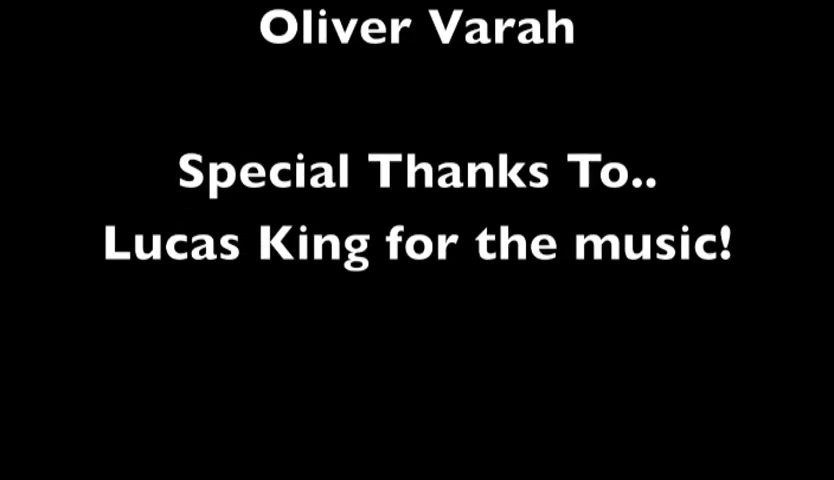 Oliver Varah
Special Thanks To..
Lucas King for the music!